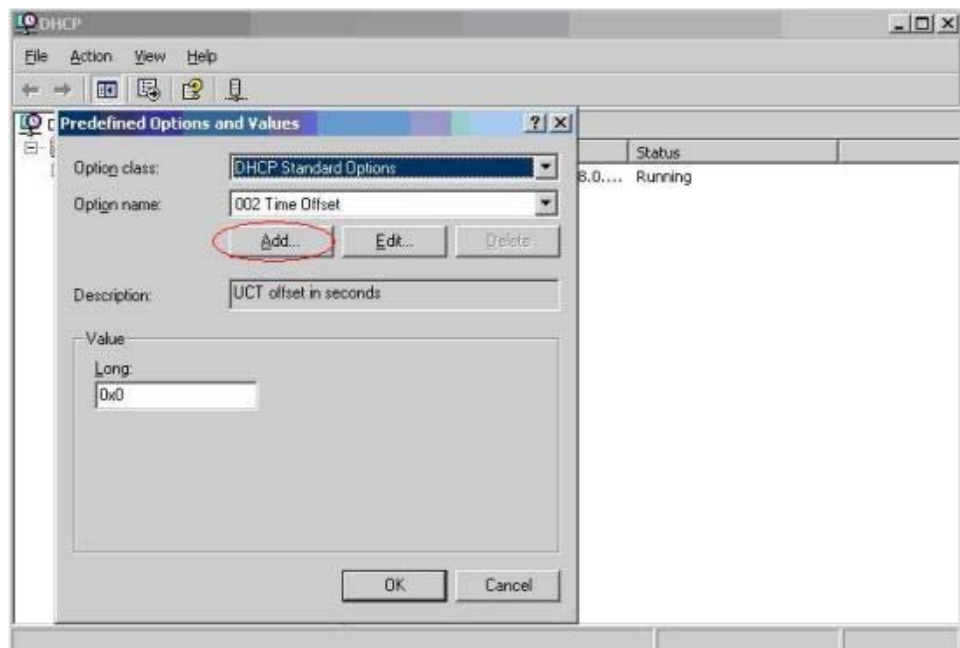 DHCP
File Action View Help
Predefined Options and Values
Status
8.0.... Running
Option class: DHCP Standard Options
Option name: 002 Time Offset
Add... Edit... Delete
Description: UCT offset in seconds
Value
Long:
0x0
OK Cancel